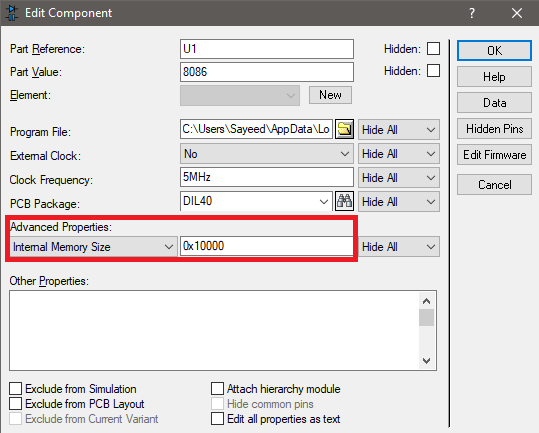 Edit Component ? ×
Part Reference: U1 Hidden: OK
Part Value: 8086 Hidden: Help
Element: New Data
Program File: C:\Users\Sayeed\AppData\Lo Hide All Hidden Pins
External Clock: No Hide All Edit Firmware
Clock Frequency: 5MHz Hide All Cancel
PCB Package: DIL40 Hide All
Advanced Properties:
Internal Memory Size 0x10000 Hide All
Other Properties:
Exclude from Simulation Attach hierarchy module
Exclude from PCB Layout Hide common pins
Exclude from Current Variant Edit all properties as text